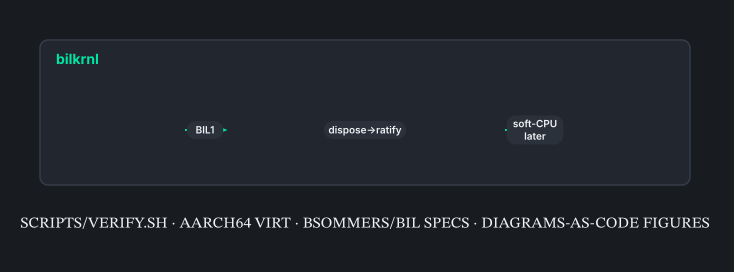 bilkrnl
BIL1
dispose→ratify
soft-CPU
later
SCRIPTS/VERIFY.SH · AARCH64 VIRT · BSOMMERS/BIL SPECS · DIAGRAMS-AS-CODE FIGURES